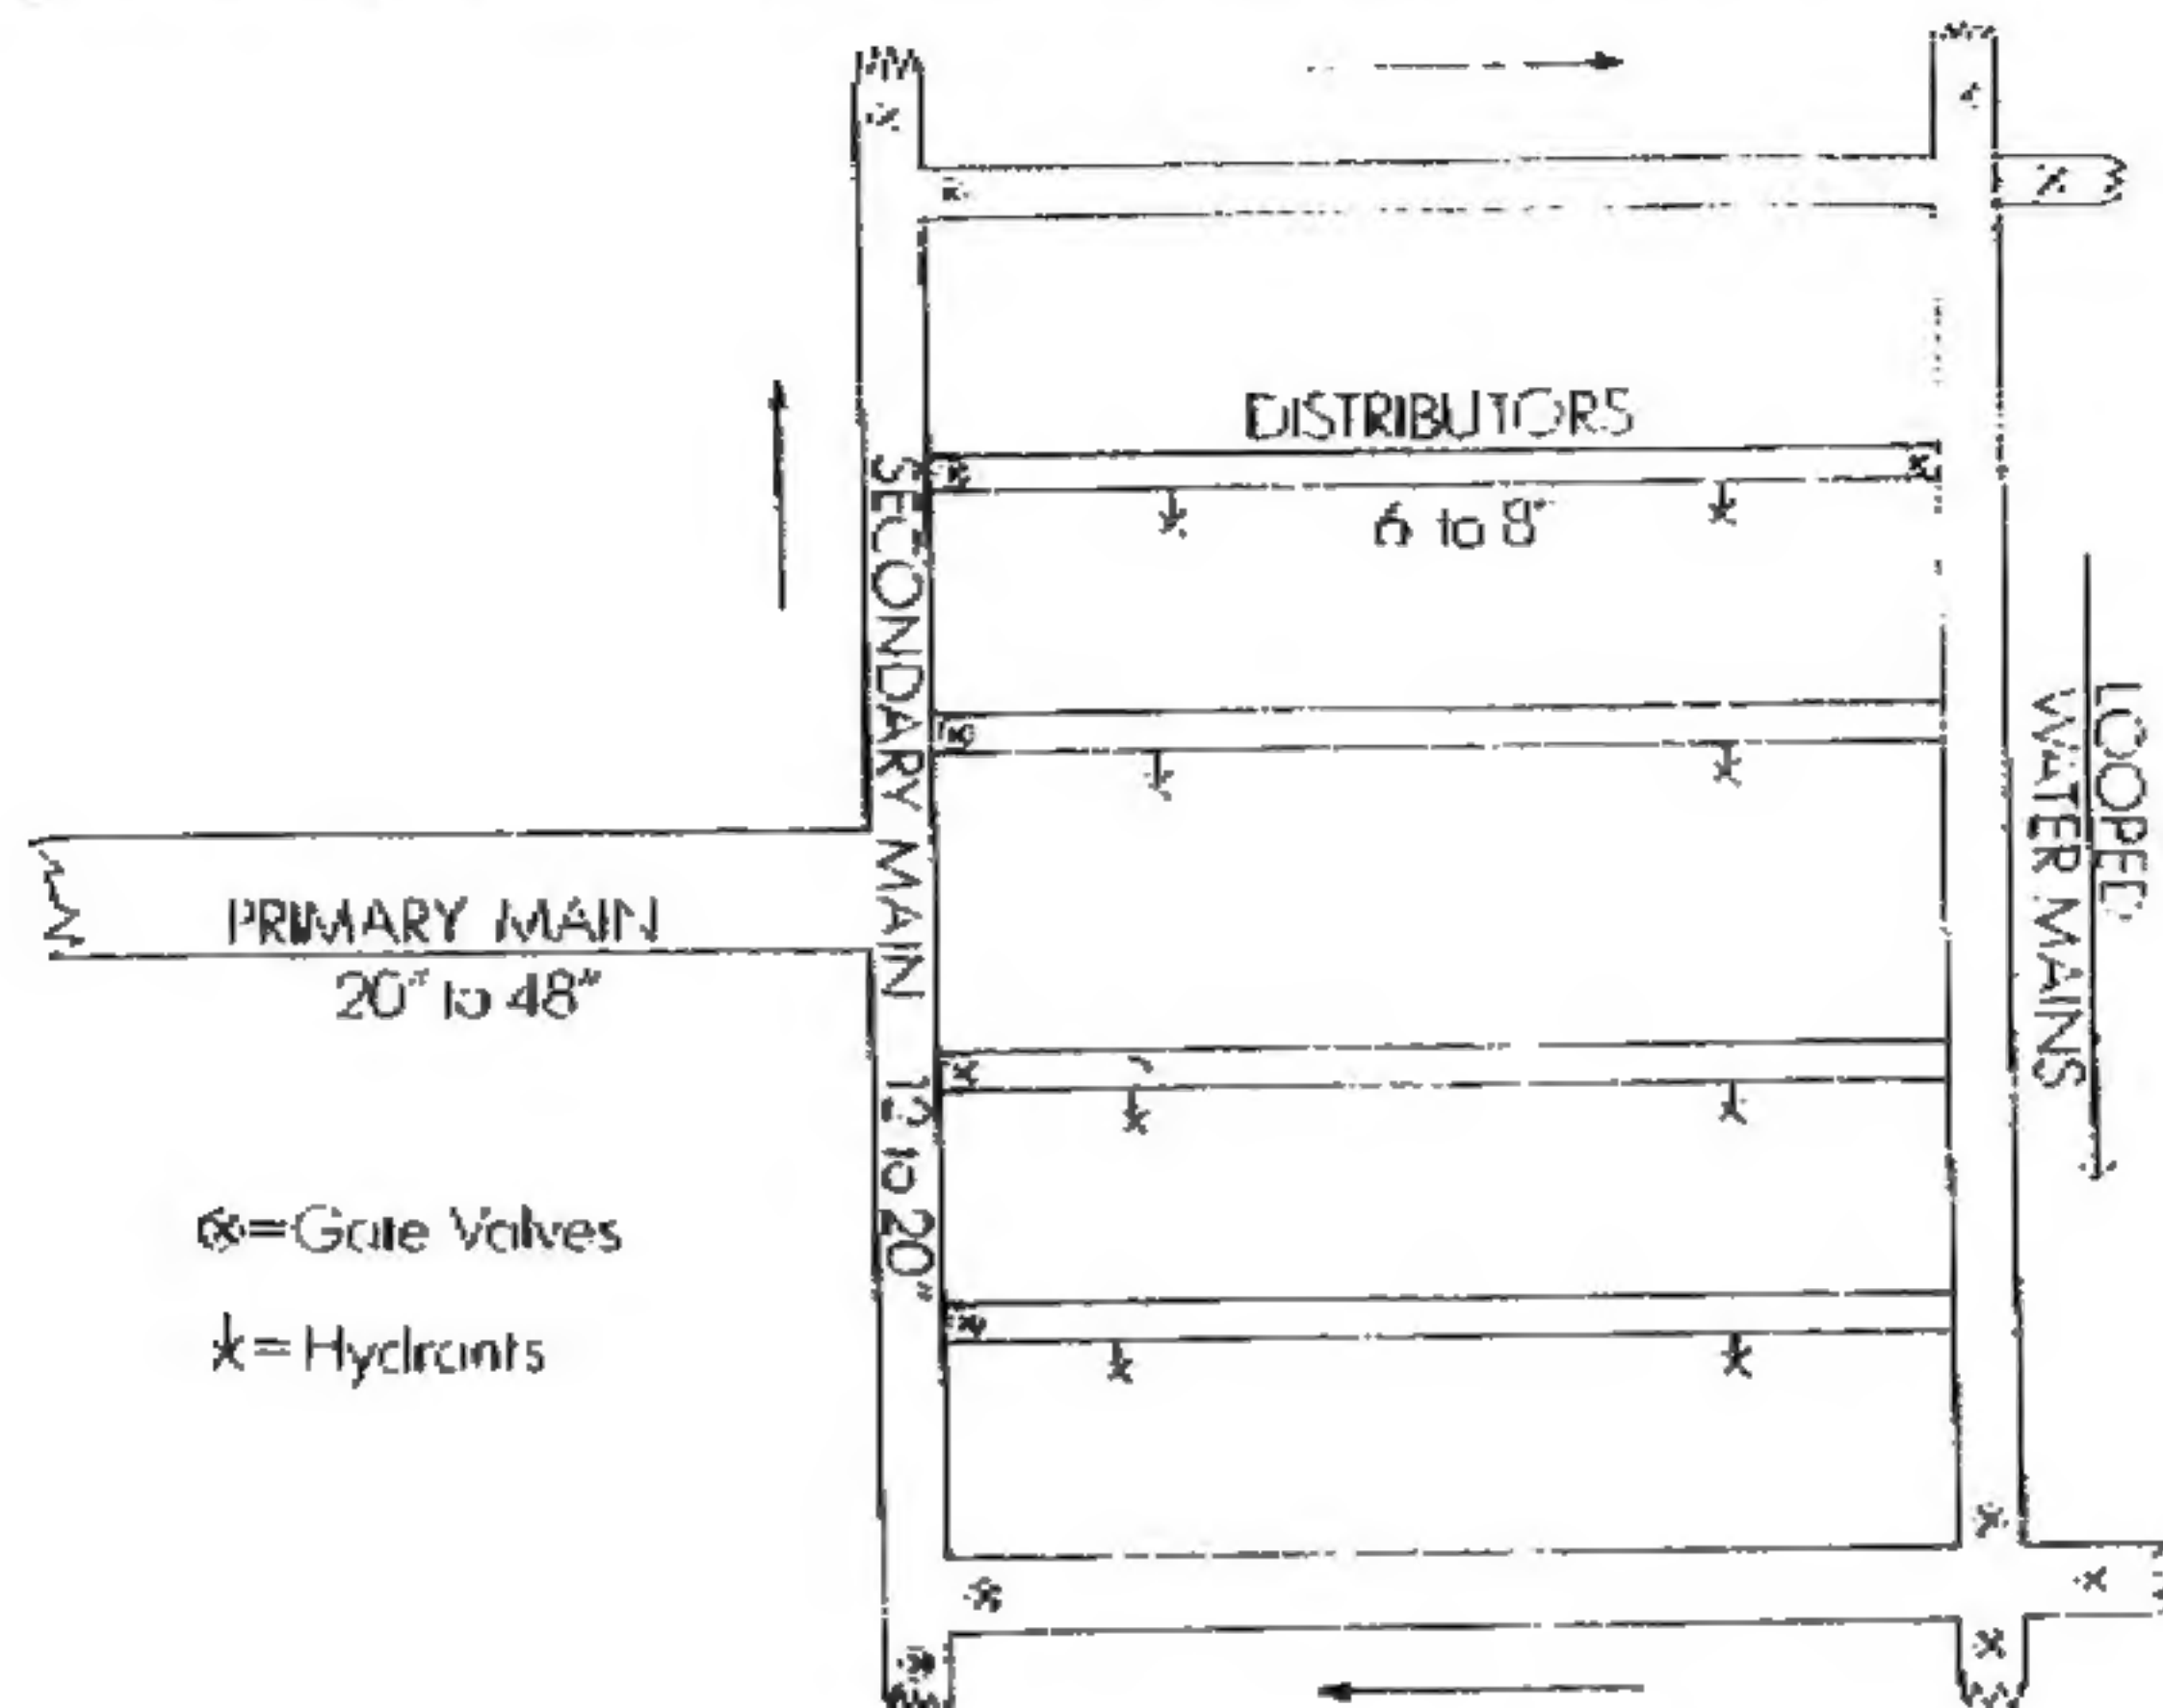 DISTRIBUTORS
6 to 8"
SECONDARY MAIN 12 to 20"
LOOPED
WATER MAINS
PRIMARY MAIN
20" to 48"
⊗=Gate Valves
= Hydrants